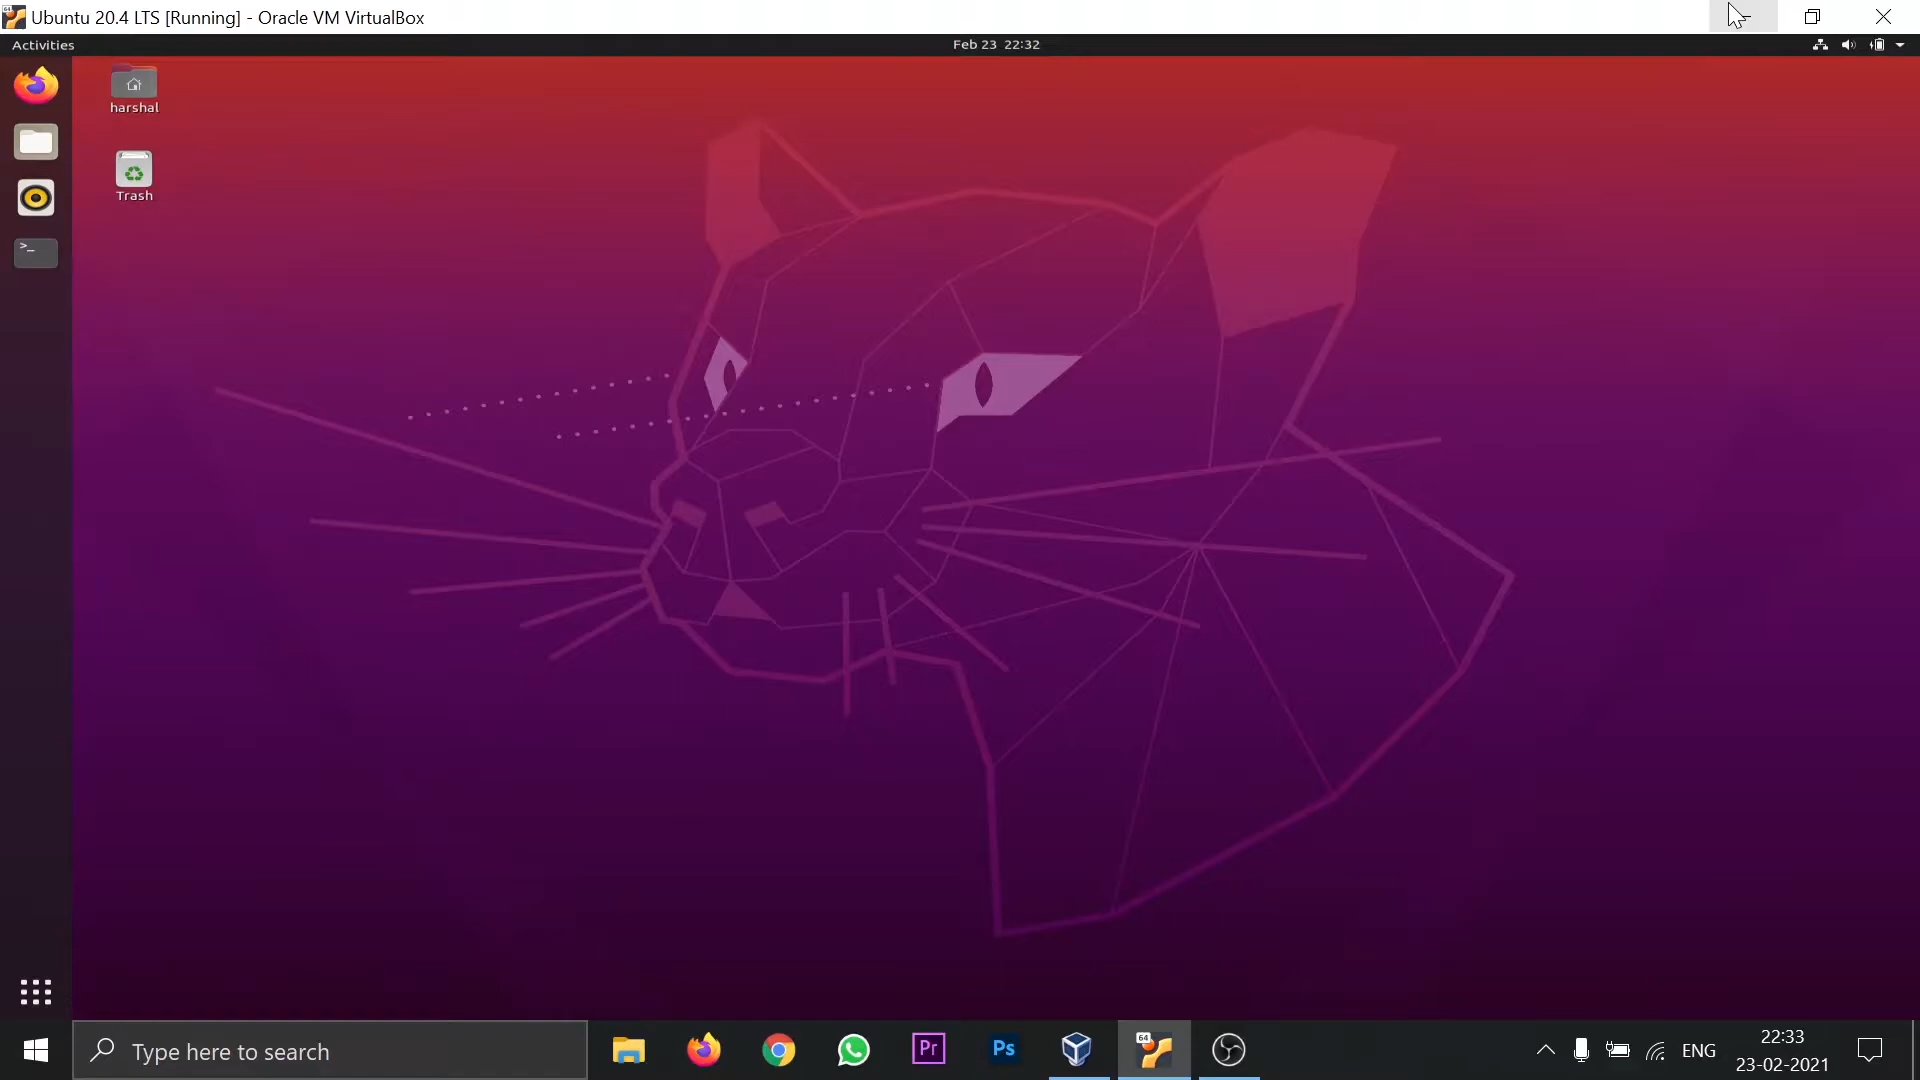 Ubuntu 20.4 LTS [Running] - Oracle VM VirtualBox
Activities
Feb 23 22:32
harshal
Trash
>_
Type here to search
Pr
Ps
64
ENG
22:33
23-02-2021